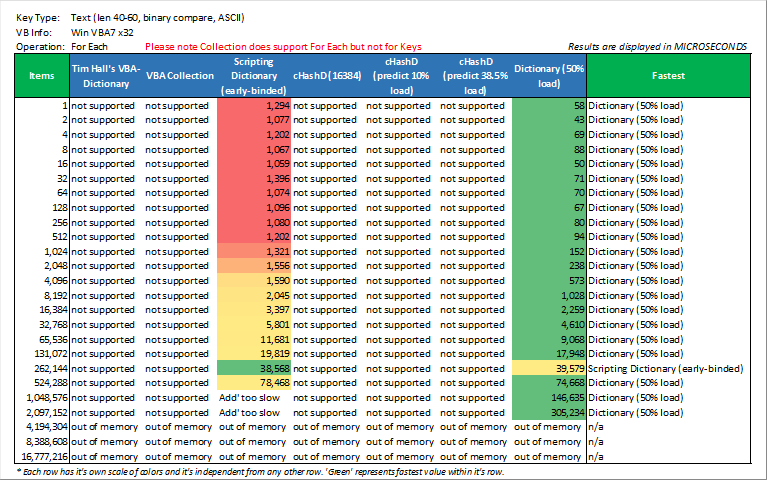 Key Type: Text (len 40-60, binary compare, ASCII)
VB Info: Win VBA7 x32
Operation: For Each Please note Collection does support For Each but not for Keys Results are displayed in MICROSECONDS
Items Tim Hall's VBA-Dictionary VBA Collection Scripting Dictionary (early-binded) cHashD (16384) cHashD (predict 10% load) cHashD (predict 38.5% load) Dictionary (50% load) Fastest
1 not supported not supported 1,294 not supported not supported not supported 58 Dictionary (50% load)
2 not supported not supported 1,077 not supported not supported not supported 43 Dictionary (50% load)
4 not supported not supported 1,202 not supported not supported not supported 69 Dictionary (50% load)
8 not supported not supported 1,067 not supported not supported not supported 88 Dictionary (50% load)
16 not supported not supported 1,059 not supported not supported not supported 50 Dictionary (50% load)
32 not supported not supported 1,396 not supported not supported not supported 71 Dictionary (50% load)
64 not supported not supported 1,074 not supported not supported not supported 70 Dictionary (50% load)
128 not supported not supported 1,096 not supported not supported not supported 67 Dictionary (50% load)
256 not supported not supported 1,080 not supported not supported not supported 80 Dictionary (50% load)
512 not supported not supported 1,202 not supported not supported not supported 94 Dictionary (50% load)
1,024 not supported not supported 1,321 not supported not supported not supported 152 Dictionary (50% load)
2,048 not supported not supported 1,556 not supported not supported not supported 238 Dictionary (50% load)
4,096 not supported not supported 1,590 not supported not supported not supported 573 Dictionary (50% load)
8,192 not supported not supported 2,045 not supported not supported not supported 1,028 Dictionary (50% load)
16,384 not supported not supported 3,397 not supported not supported not supported 2,259 Dictionary (50% load)
32,768 not supported not supported 5,801 not supported not supported not supported 4,610 Dictionary (50% load)
65,536 not supported not supported 11,681 not supported not supported not supported 9,068 Dictionary (50% load)
131,072 not supported not supported 19,819 not supported not supported not supported 17,948 Dictionary (50% load)
262,144 not supported not supported 38,568 not supported not supported not supported 39,579 Scripting Dictionary (early-binded)
524,288 not supported not supported 78,468 not supported not supported not supported 74,668 Dictionary (50% load)
1,048,576 not supported not supported Add' too slow not supported not supported not supported 146,635 Dictionary (50% load)
2,097,152 not supported not supported Add' too slow not supported not supported not supported 305,234 Dictionary (50% load)
4,194,304 out of memory out of memory out of memory out of memory out of memory out of memory out of memory n/a
8,388,608 out of memory out of memory out of memory out of memory out of memory out of memory out of memory n/a
16,777,216 out of memory out of memory out of memory out of memory out of memory out of memory out of memory n/a
* Each row has it's own scale of colors and it's independent from any other row. 'Green' represents fastest value within it's row.